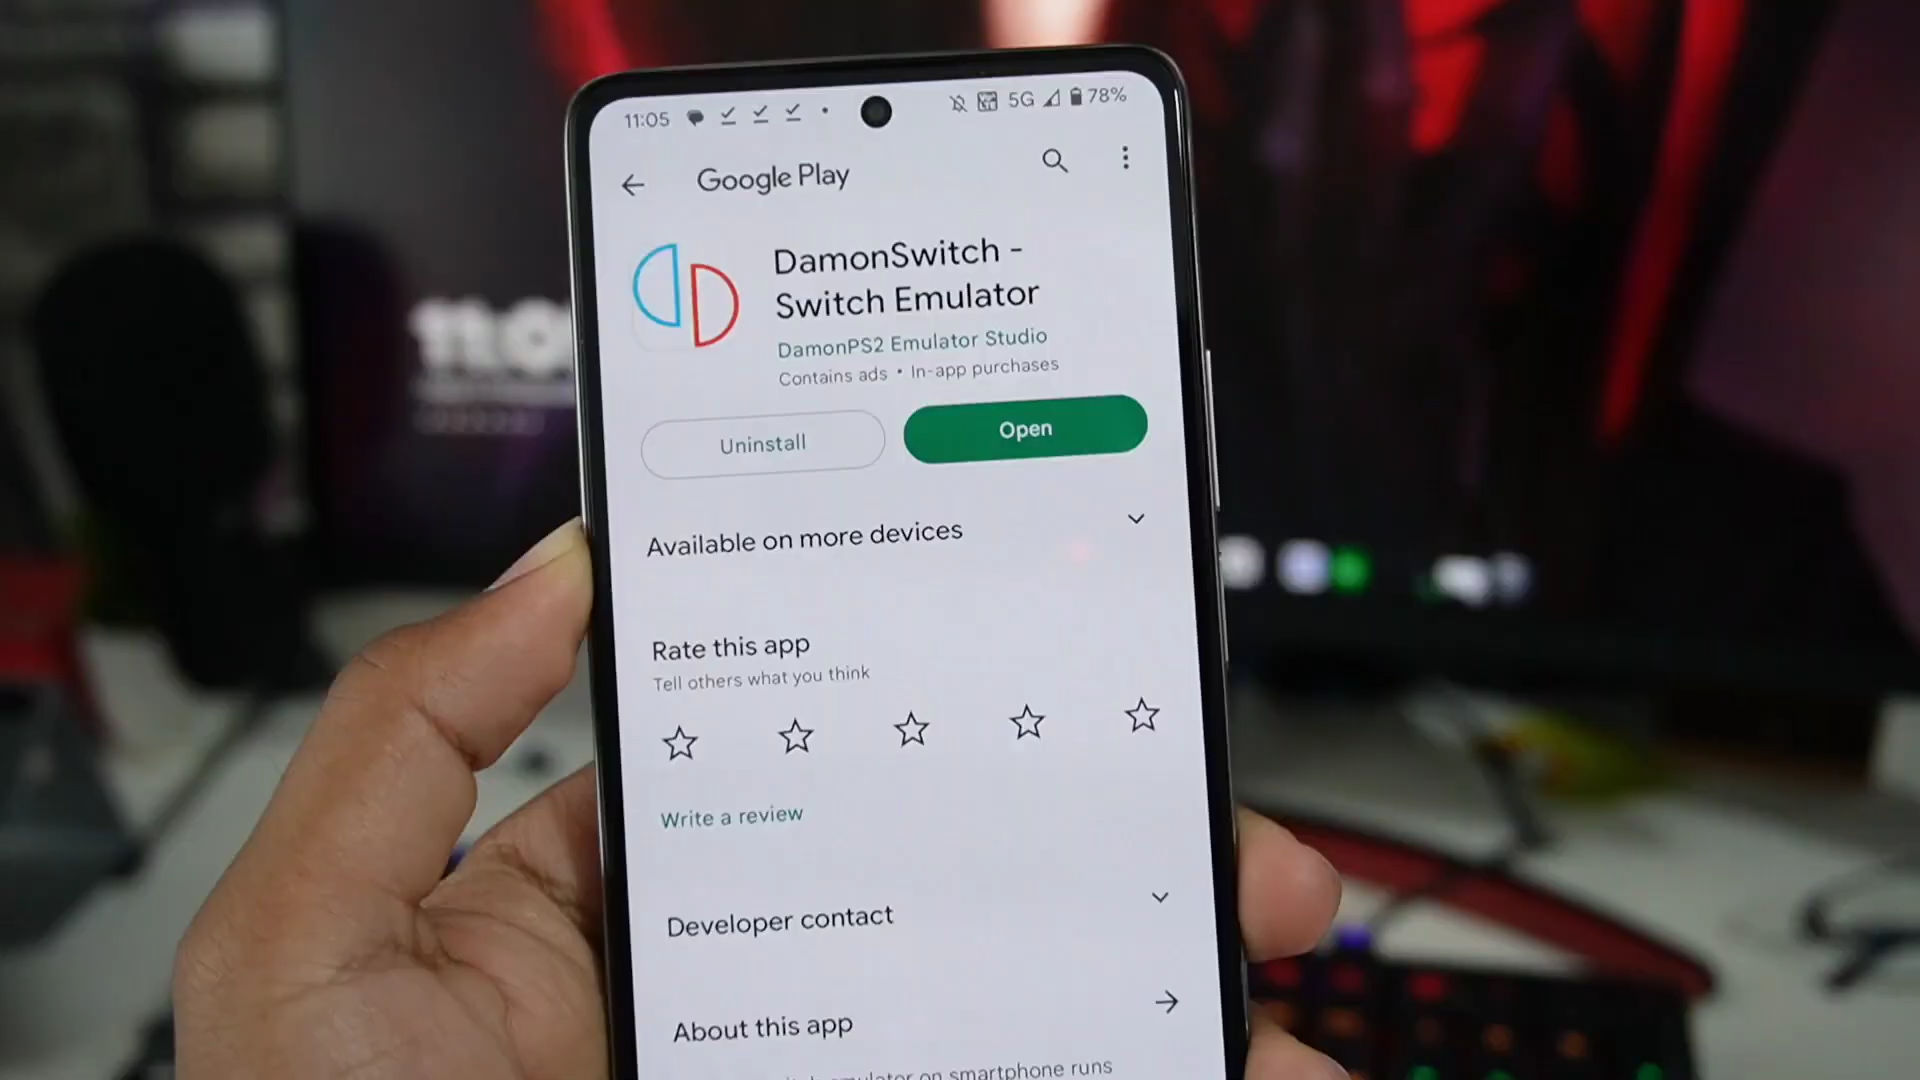 11:05 5G 78%
Google Play
DamonSwitch -
Switch Emulator
DamonPS2 Emulator Studio
Contains ads • In-app purchases
Uninstall
Open
Available on more devices
Rate this app
Tell others what you think
Write a review
Developer contact
About this app
emulator on smartphone runs